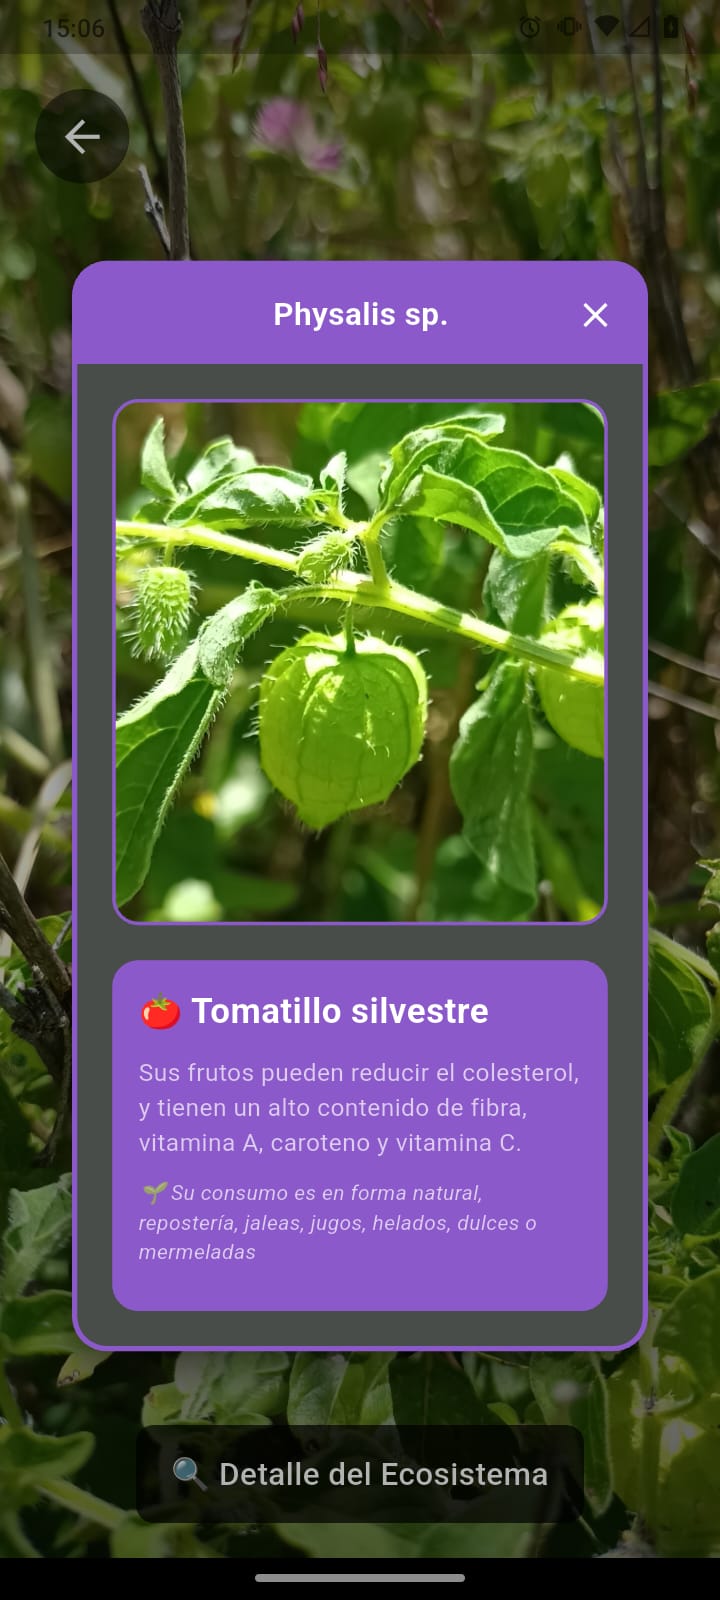 15:06
Physalis sp.
🍅 Tomatillo silvestre
Sus frutos pueden reducir el colesterol,
y tienen un alto contenido de fibra,
vitamina A, caroteno y vitamina C.
🌱 Su consumo es en forma natural,
repostería, jaleas, jugos, helados, dulces o
mermeladas
🔍 Detalle del Ecosistema